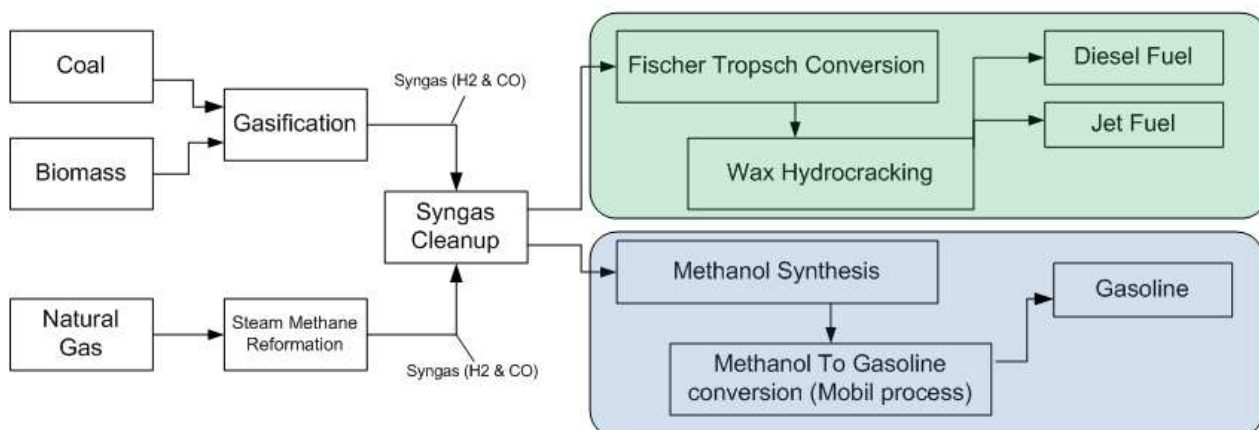 Coal
Biomass
Gasification
Syngas (H2 & CO)
Natural
Gas
Steam Methane
Reformation
Syngas (H2 & CO)
Syngas
Cleanup
Fischer Tropsch Conversion
Wax Hydrocracking
Diesel Fuel
Jet Fuel
Methanol Synthesis
Methanol To Gasoline
conversion (Mobil process)
Gasoline